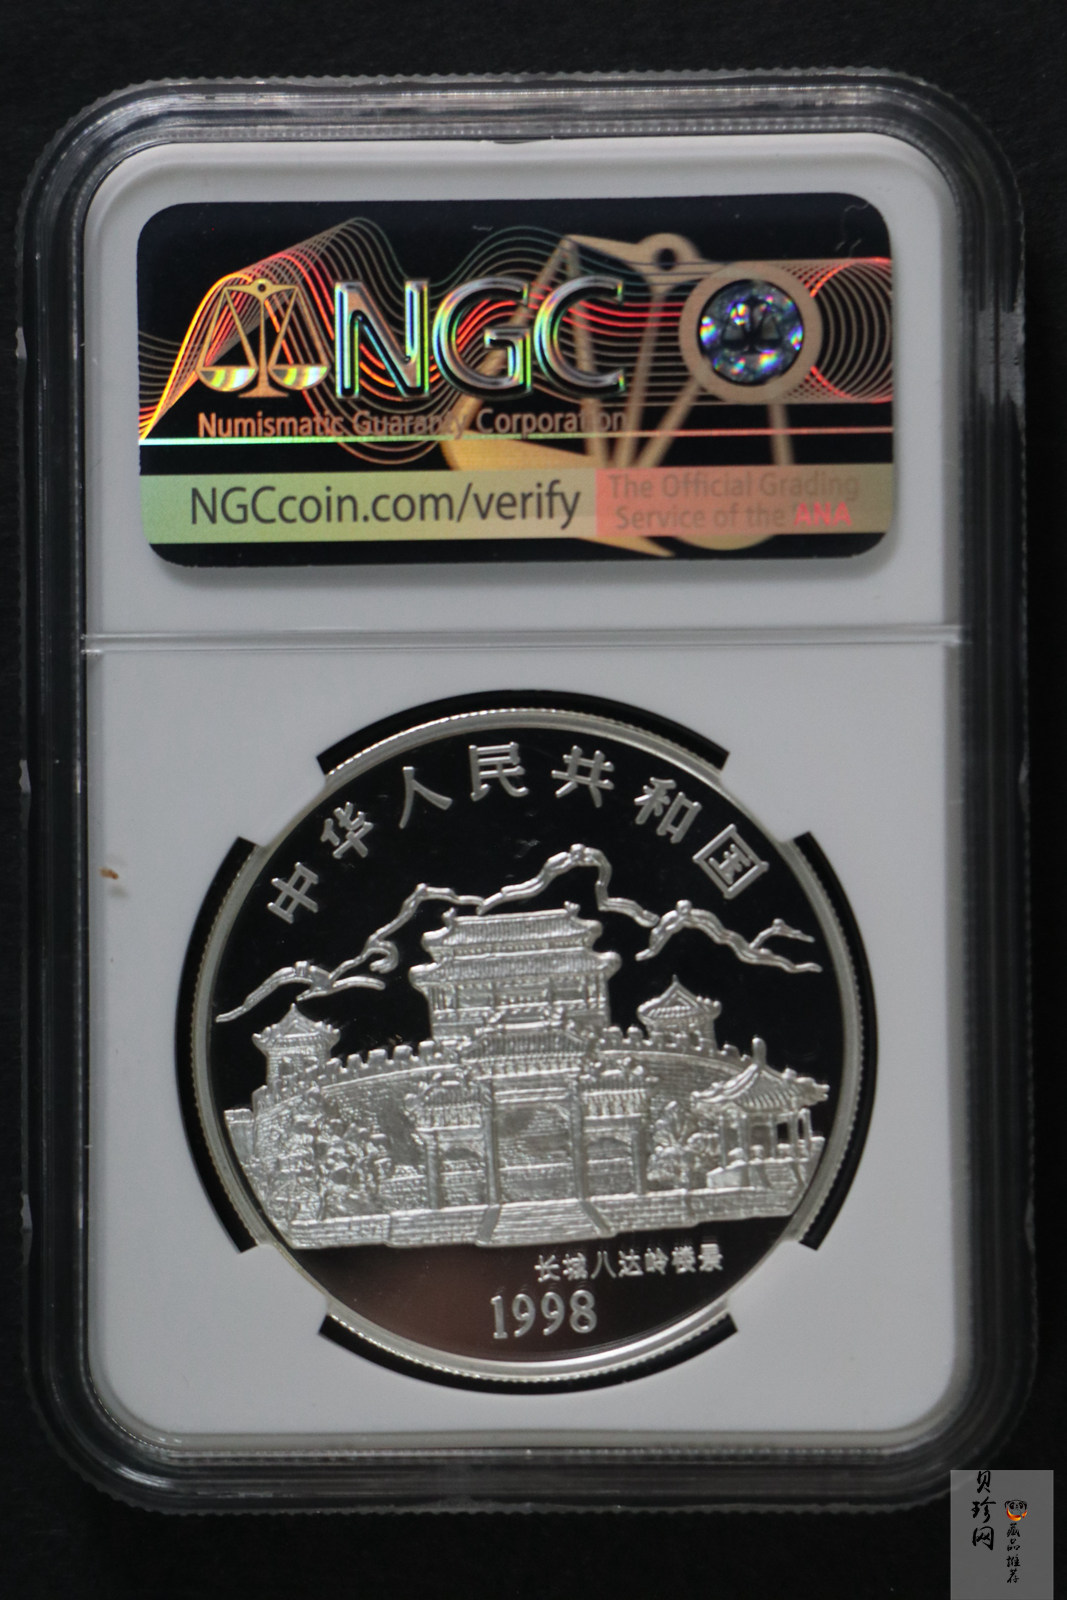 NGC
Numismatic Guaranty Corporation
NGCcoin.com/verify
The Official Grading
Service of the ANA
中华人民共和国
长城八达岭楼景
1998
贝珍网
藏品推荐